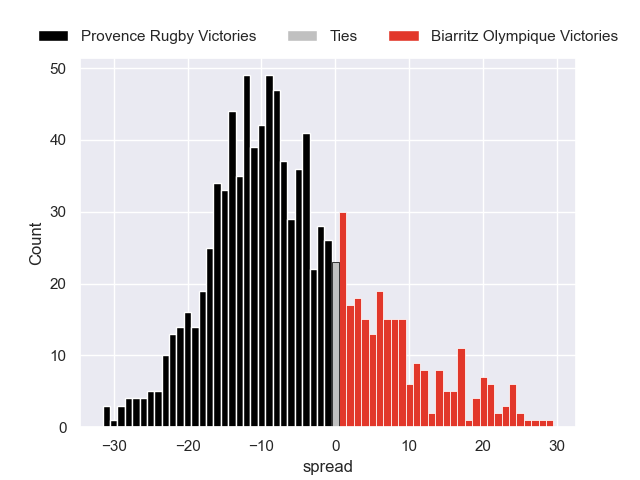 Provence Rugby Victories Ties Biarritz Olympique Victories
50
40
30
20
10
0
Count
−30 −20 −10 0 10 20 30
spread